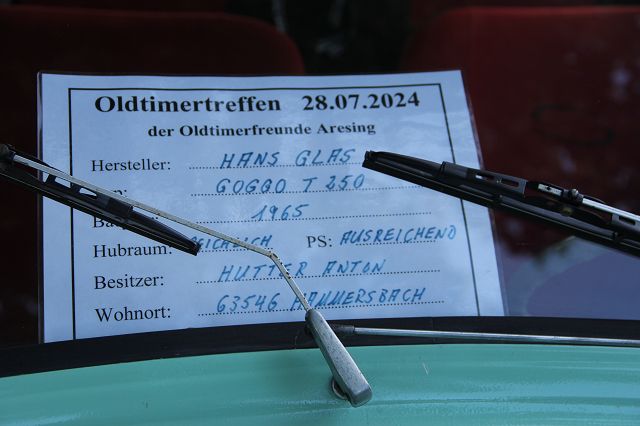 Oldtimertreffen 28.07.2024
der Oldtimerfreunde Aresing
Hersteller: HANS GLAS
GOGGO T 250
1965
Hubraum: PS: AUSREICHEND
Besitzer: HUTTER ANTON
Wohnort: 63546 HAMMERSBACH